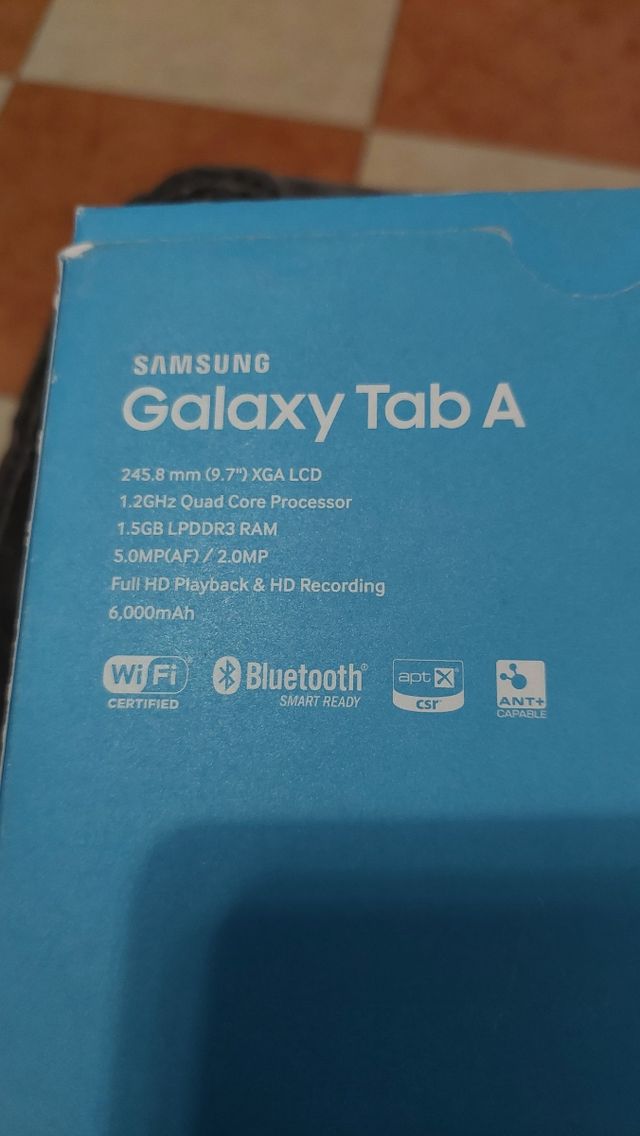 SAMSUNG
Galaxy Tab A
245.8 mm (9.7") XGA LCD
1.2GHz Quad Core Processor
1.5GB LPDDR3 RAM
5.0MP(AF) / 2.0MP
Full HD Playback & HD Recording
6,000mAh
Wi Fi
CERTIFIED
Bluetooth®
SMART READY
aptX
csr
ANT+
CAPABLE